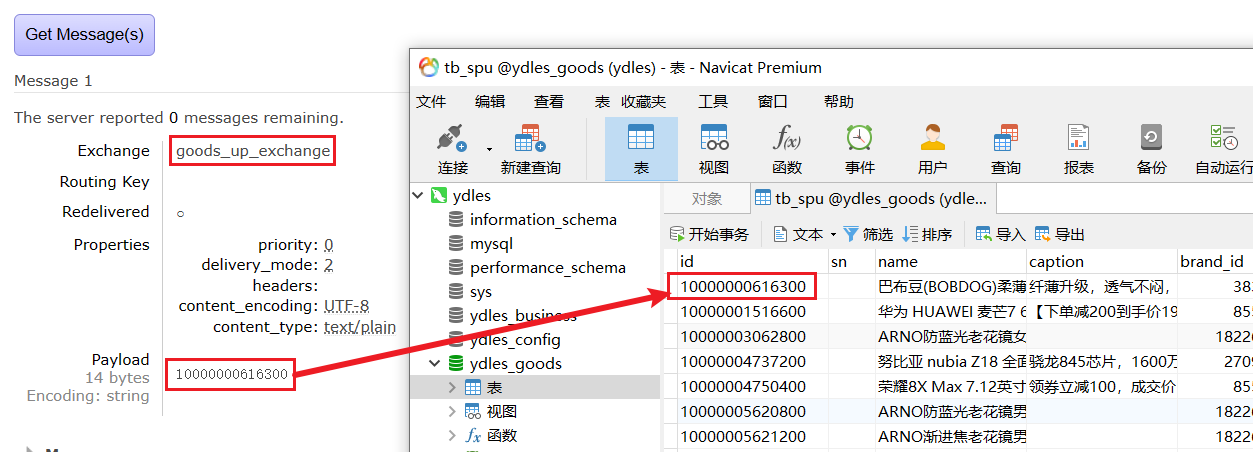 Get Message(s)
Message 1
The server reported 0 messages remaining.
Exchange goods_up_exchange
Routing Key
Redelivered ○
Properties
priority: 0
delivery_mode: 2
headers:
content_encoding: UTF-8
content_type: text/plain
Payload
14 bytes
Encoding: string
10000000616300
tb_spu @ydles_goods (ydles) - 表 - Navicat Premium
文件 编辑 查看 表 收藏夹 工具 窗口 帮助
连接 新建查询 表 视图 函数 事件 用户 查询 报表 备份 自动运行
ydles
information_schema
mysql
performance_schema
sys
ydles_business
ydles_config
ydles_goods
表
视图
函数
对象 tb_spu @ydles_goods (ydle...
开始事务 文本 筛选 排序 导入 导出
id sn name caption brand_id
10000000616300 巴布豆(BOBDOG)柔薄 纤薄升级，透气不闷， 383
10000001516600 华为 HUAWEI 麦芒7 6 【下单减200到手价19 855
10000003062800 ARNO防蓝光老花镜女 1822
10000004737200 努比亚 nubia Z18 全面 骁龙845芯片，1600万 2709
10000004750400 荣耀8X Max 7.12英寸 领券立减100，成交价 855
10000005620800 ARNO防蓝光老花镜男 1822
10000005621200 ARNO渐进焦老花镜男 1822